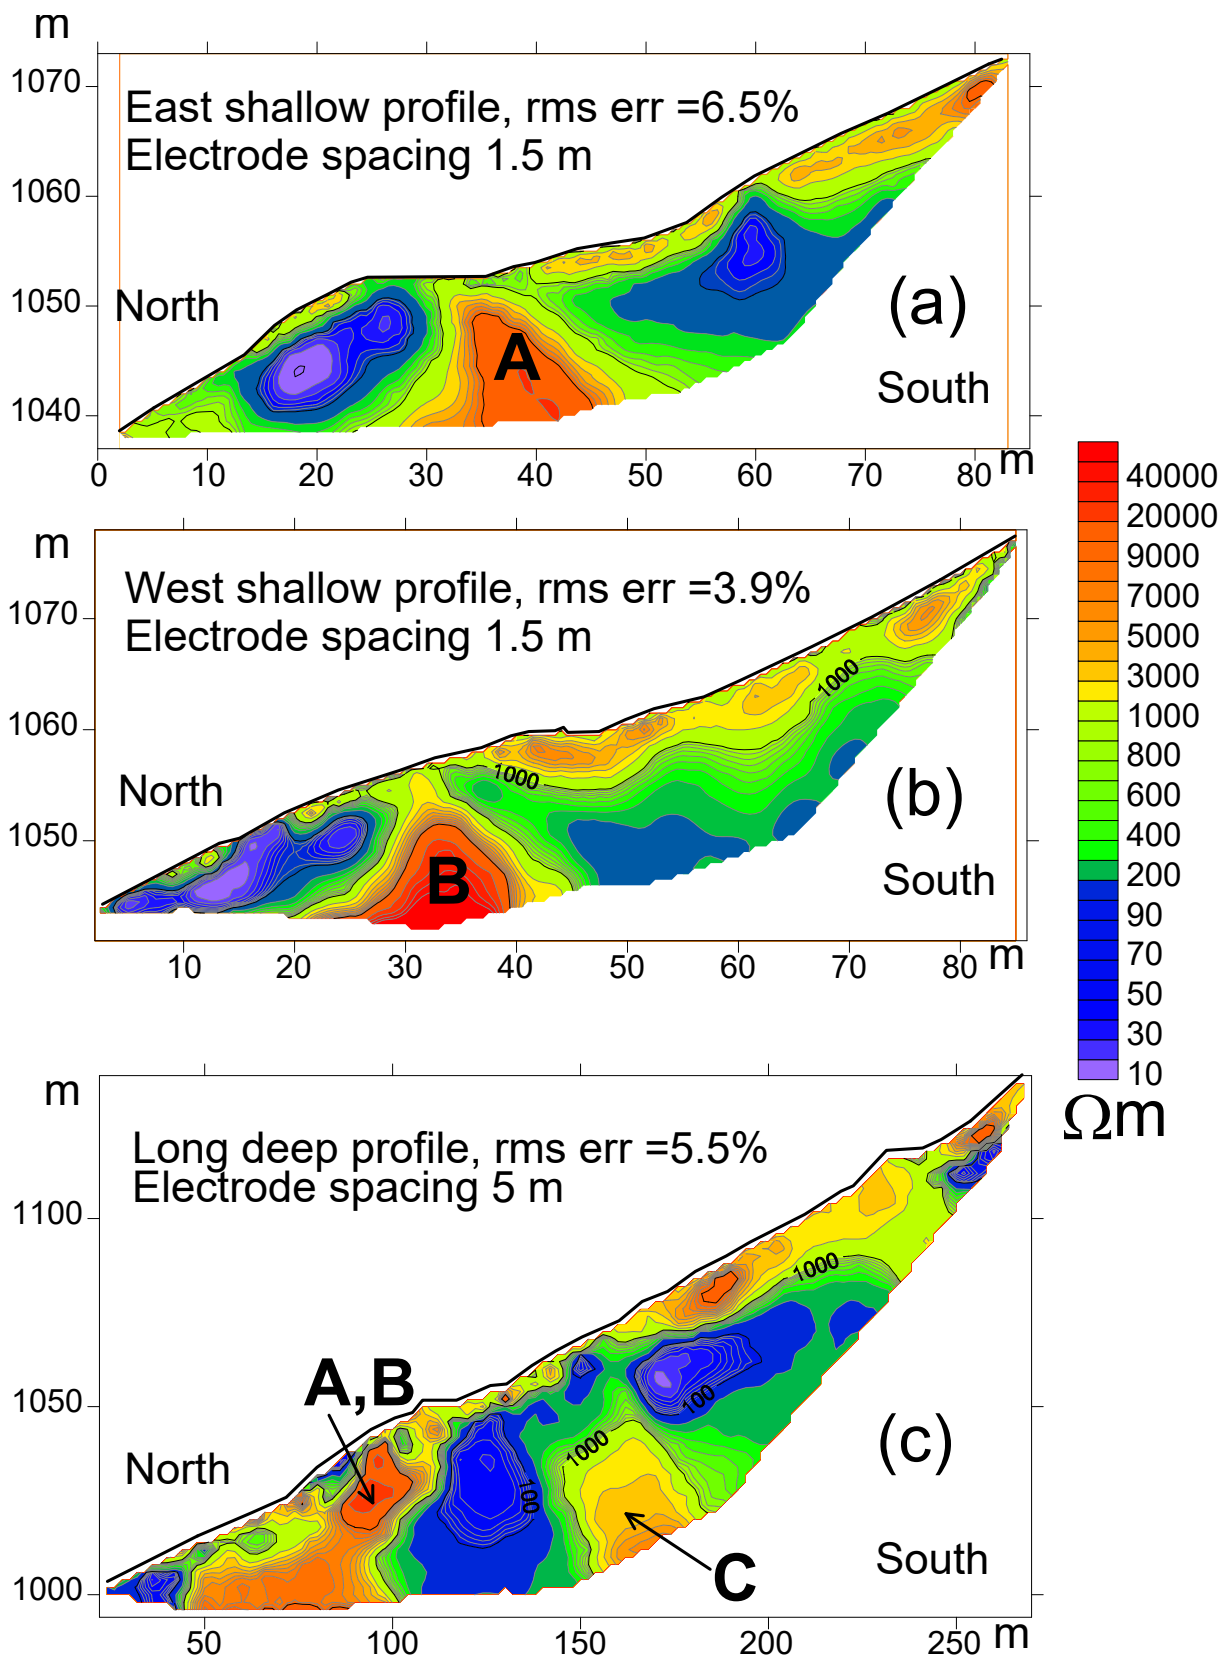 m
1070
1060
1050
1040
East shallow profile, rms err =6.5%
Electrode spacing 1.5 m
North
A
(a)
South
0 10 20 30 40 50 60 70 80 m
m
1070
1060
1050
West shallow profile, rms err =3.9%
Electrode spacing 1.5 m
1000
1000
North
B
(b)
South
10 20 30 40 50 60 70 80 m
40000
20000
9000
7000
5000
3000
1000
800
600
400
200
90
70
50
30
10
Ωm
m
1100
1050
1000
Long deep profile, rms err =5.5%
Electrode spacing 5 m
1000
A,B
100
1000
100
North
(c)
C
South
50 100 150 200 250 m